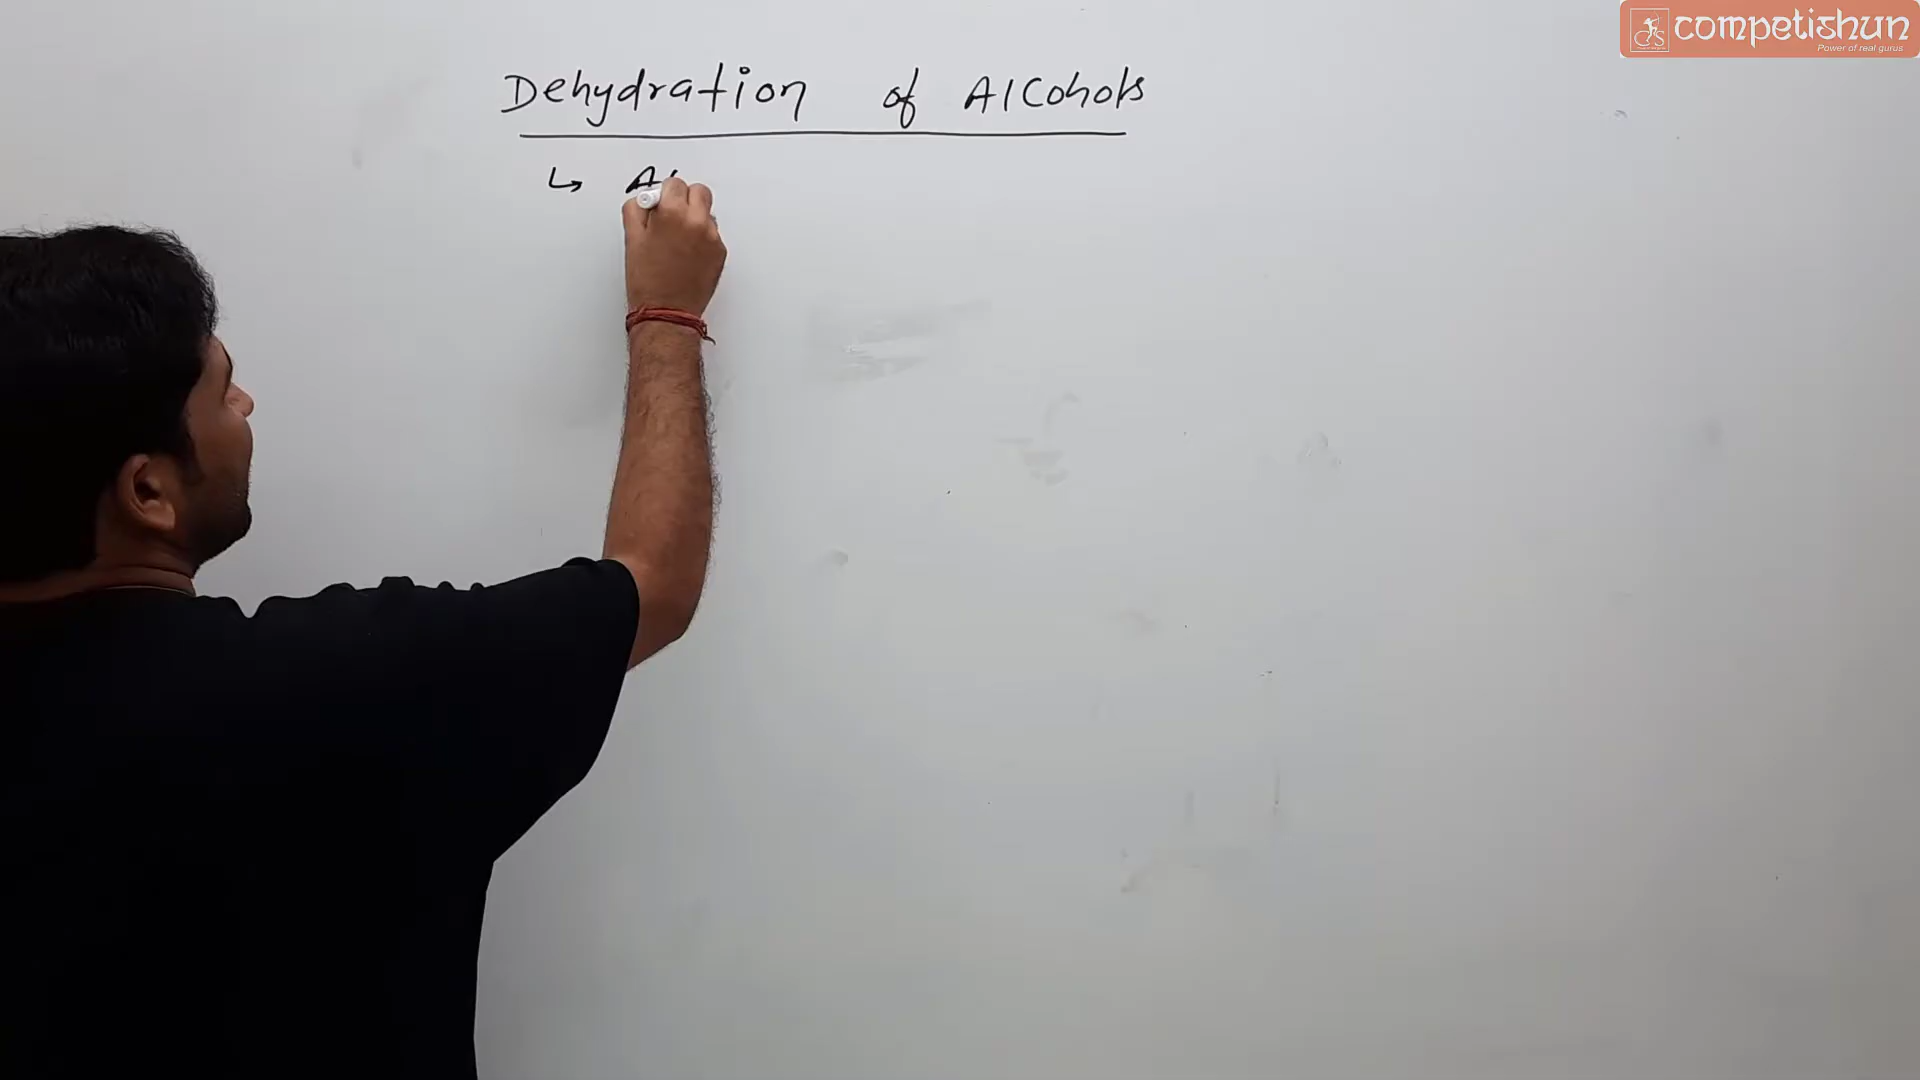 competishun
Power of real gurus
Dehydration of Alcohols
↳